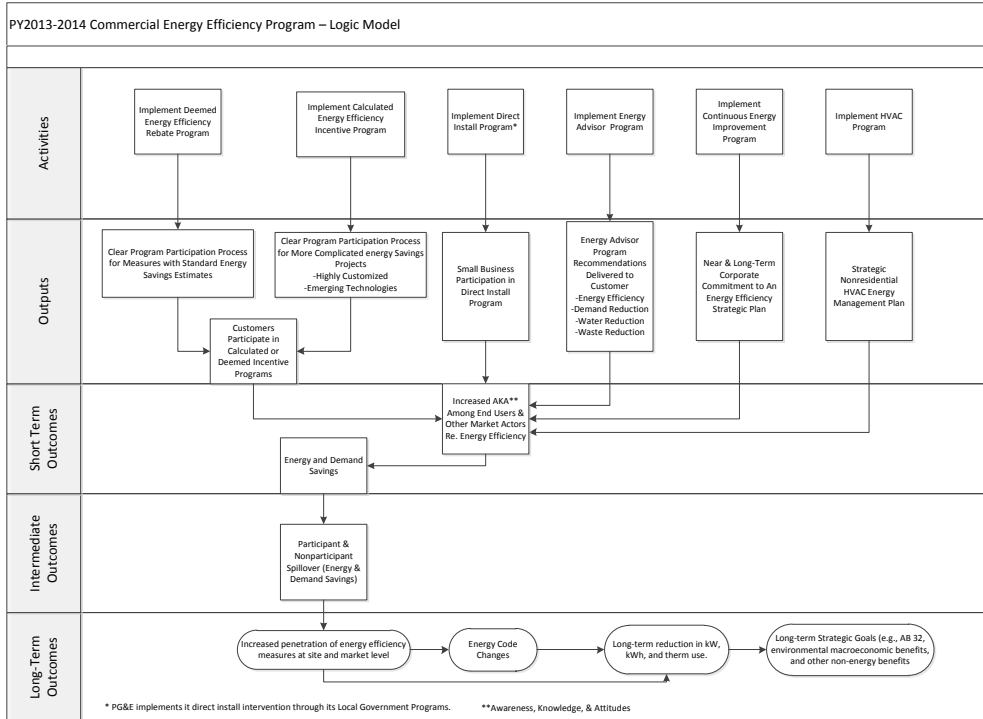 PY2013-2014 Commercial Energy Efficiency Program – Logic Model
Activities
Implement Deemed
Energy Efficiency
Rebate Program
Implement Calculated
Energy Efficiency
Incentive Program
Implement Direct
Install Program*
Implement Energy
Advisor Program
Implement
Continuous Energy
Improvement
Program
Implement HVAC
Program
Outputs
Clear Program Participation Process
for Measures with Standard Energy
Savings Estimates
Clear Program Participation Process
for More Complicated energy Savings
Projects
-Highly Customized
-Emerging Technologies
Small Business
Participation in
Direct Install
Program
Energy Advisor
Program
Recommendations
Delivered to
Customer
-Energy Efficiency
-Demand Reduction
-Water Reduction
-Waste Reduction
Near & Long-Term
Corporate
Commitment to An
Energy Efficiency
Strategic Plan
Strategic
Nonresidential
HVAC Energy
Management Plan
Customers
Participate in
Calculated or
Deemed Incentive
Programs
Short Term
Outcomes
Increased AKA**
Among End Users &
Other Market Actors
Re. Energy Efficiency
Energy and Demand
Savings
Intermediate
Outcomes
Participant &
Nonparticipant
Spillover (Energy &
Demand Savings)
Long-Term
Outcomes
Increased penetration of energy efficiency
measures at site and market level
Energy Code
Changes
Long-term reduction in kW,
kWh, and therm use.
Long-term Strategic Goals (e.g., AB 32,
environmental macroeconomic benefits,
and other non-energy benefits
* PG&E implements it direct install intervention through its Local Government Programs.
**Awareness, Knowledge, & Attitudes